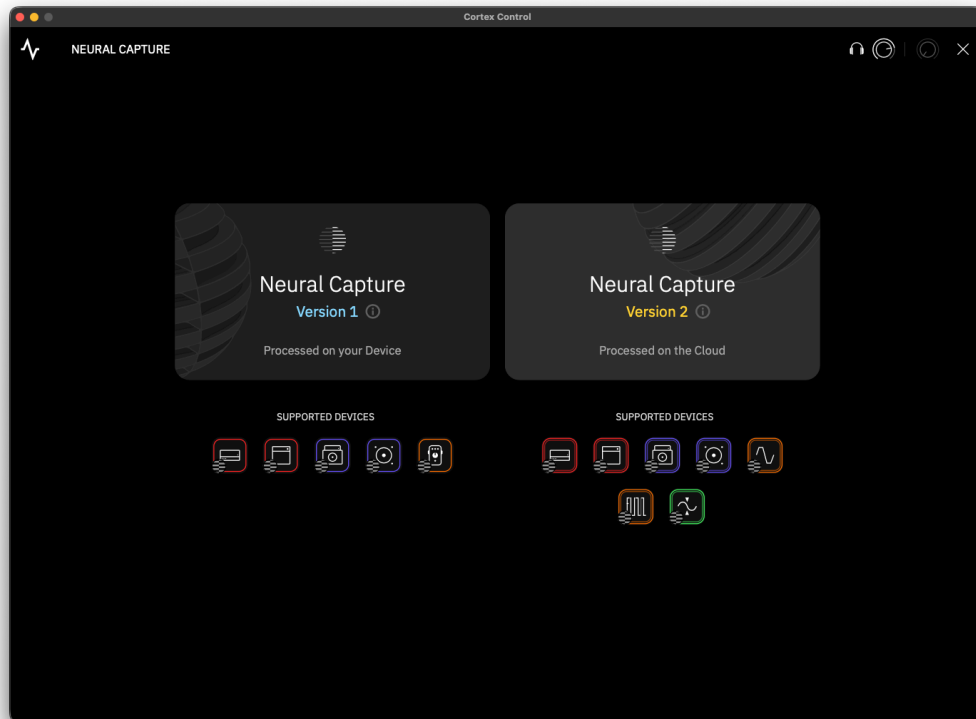 Cortex Control
NEURAL CAPTURE
Neural Capture
Version 1
Processed on your Device
Neural Capture
Version 2
Processed on the Cloud
SUPPORTED DEVICES
SUPPORTED DEVICES